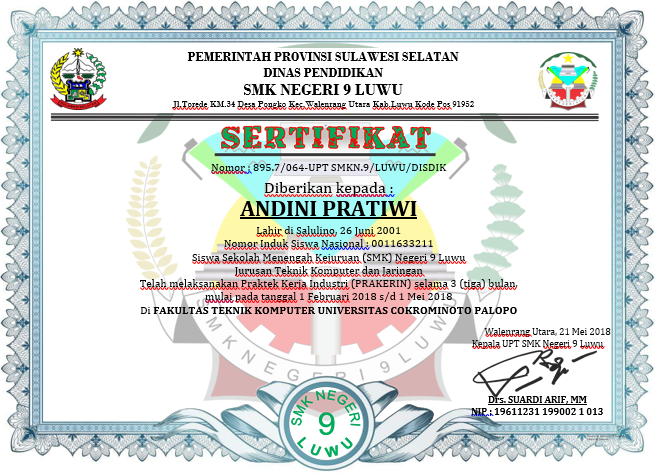 PEMERINTAH PROVINSI SULAWESI SELATAN
DINAS PENDIDIKAN
SMK NEGERI 9 LUWU
Jl.Torede KM.34 Desa Pongko Kec.Walenrang Utara Kab.Luwu Kode Pos 91952
SERTIFIKAT
Nomor : 895.7/064-UPT SMKN.9/LUWU/DISDIK
Diberikan kepada :
ANDINI PRATIWI
Lahir di Salulino, 26 Juni 2001
Nomor Induk Siswa Nasional : 0011633211
Siswa Sekolah Menengah Kejuruan (SMK) Negeri 9 Luwu
Jurusan Teknik Komputer dan Jaringan
Telah melaksanakan Praktek Kerja Industri (PRAKERIN) selama 3 (tiga) bulan,
mulai pada tanggal 1 Februari 2018 s/d 1 Mei 2018
Di FAKULTAS TEKNIK KOMPUTER UNIVERSITAS COKROMINOTO PALOPO
Walenrang Utara, 21 Mei 2018
Kepala UPT SMK Negeri 9 Luwu
Drs. SUARDI ARIF, MM
NIP : 19611231 199002 1 013
SMK NEGERI 9 LUWU
SMK NEGERI
9
LUWU